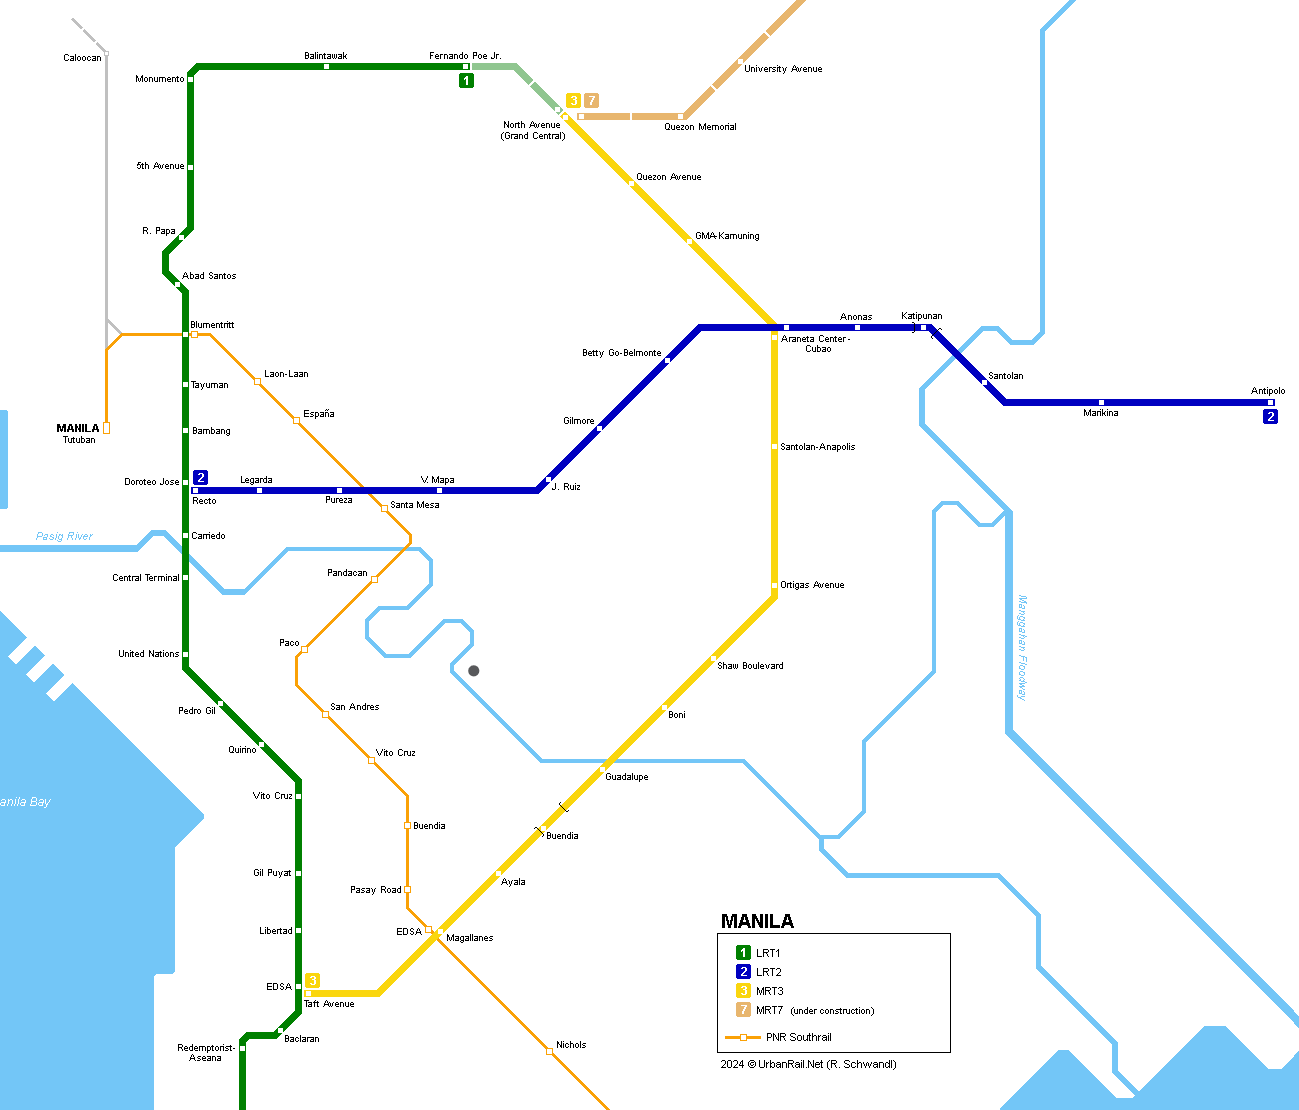 Caloocan
Balintawak
Fernando Poe Jr.
1
Monumento
University Avenue
3
7
North Avenue
(Grand Central)
Quezon Memorial
5th Avenue
Quezon Avenue
R. Papa
GMA-Kamuning
Abad Santos
Blumentritt
Anonas
Katipunan
Araneta Center-
Cubao
Betty Go-Belmonte
Laon-Laan
Santolan
Tayuman
Antipolo
2
España
Marikina
Gilmore
MANILA
Tutuban
Bambang
Santolan-Anapolis
2
Doroteo Jose
Legarda
V. Mapa
J. Ruiz
Recto
Pureza
Santa Mesa
Pasig River
Carriedo
Central Terminal
Pandacan
Ortigas Avenue
Manggahan Floodway
Paco
United Nations
Shaw Boulevard
Pedro Gil
San Andres
Boni
Quirino
Vito Cruz
Guadalupe
Vito Cruz
anila Bay
Buendia
Buendia
Gil Puyat
Ayala
Pasay Road
Libertad
EDSA
Magallanes
EDSA
3
Taft Avenue
Baclaran
Redemptorist-
Aseana
Nichols
MANILA
1 LRT1
2 LRT2
3 MRT3
7 MRT7 (under construction)
PNR Southrail
2024 © UrbanRail.Net (R. Schwandl)